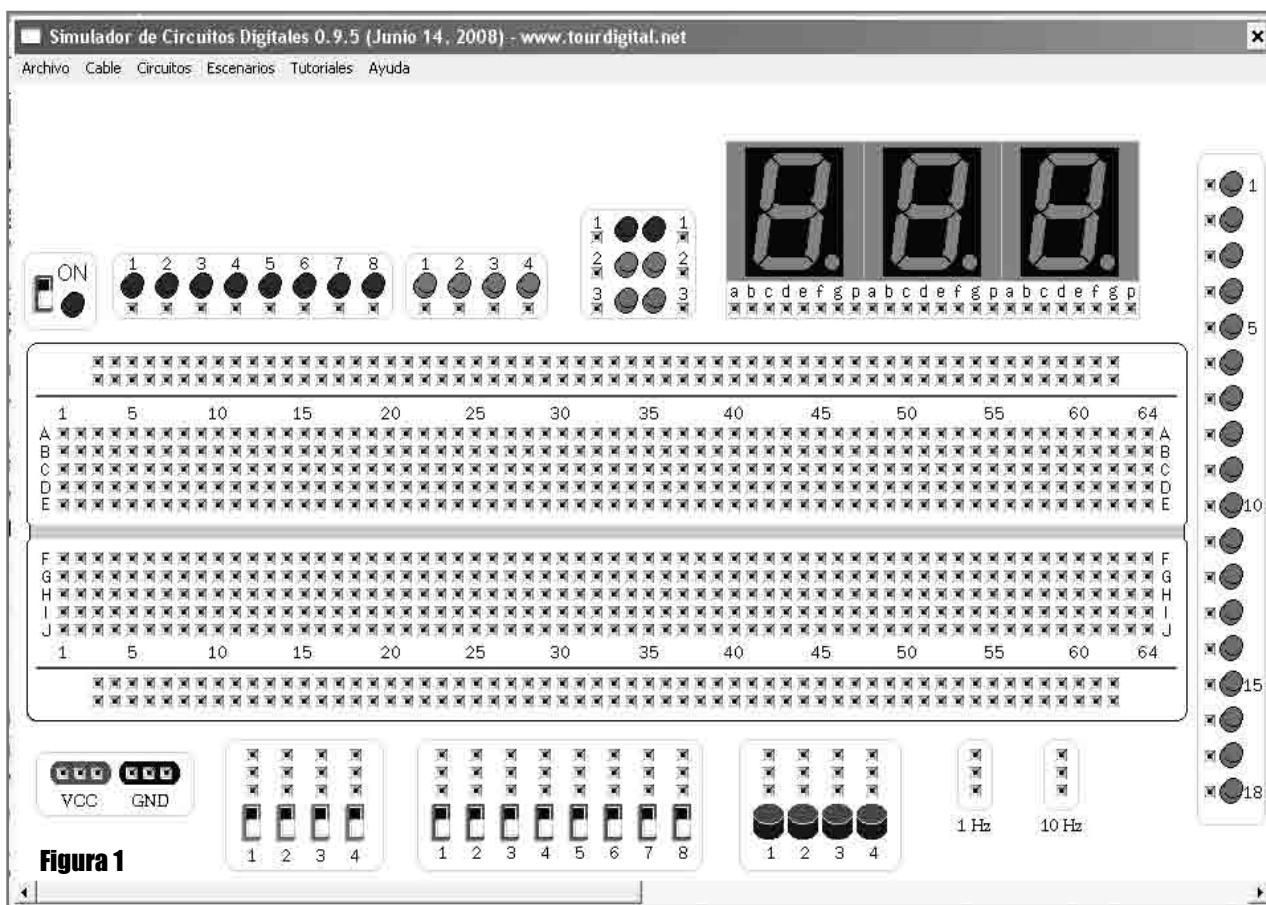 Simulador de Circuitos Digitales 0.9.5 (Junio 14, 2008) - www.tourdigital.net
Archivo Cable Circuitos Escenarios Tutoriales Ayuda
ON
1 2 3 4 5 6 7 8
1 2 3 4
1 1
2 2
3 3
a b c d e f g p a b c d e f g p a b c d e f g p
1
5
10
15
18
1 5 10 15 20 25 30 35 40 45 50 55 60 64
A A
B B
C C
D D
E E
F F
G G
H H
I I
J J
1 5 10 15 20 25 30 35 40 45 50 55 60 64
VCC GND
1 2 3 4
1 2 3 4 5 6 7 8
1 2 3 4
1 Hz 10 Hz
Figura 1